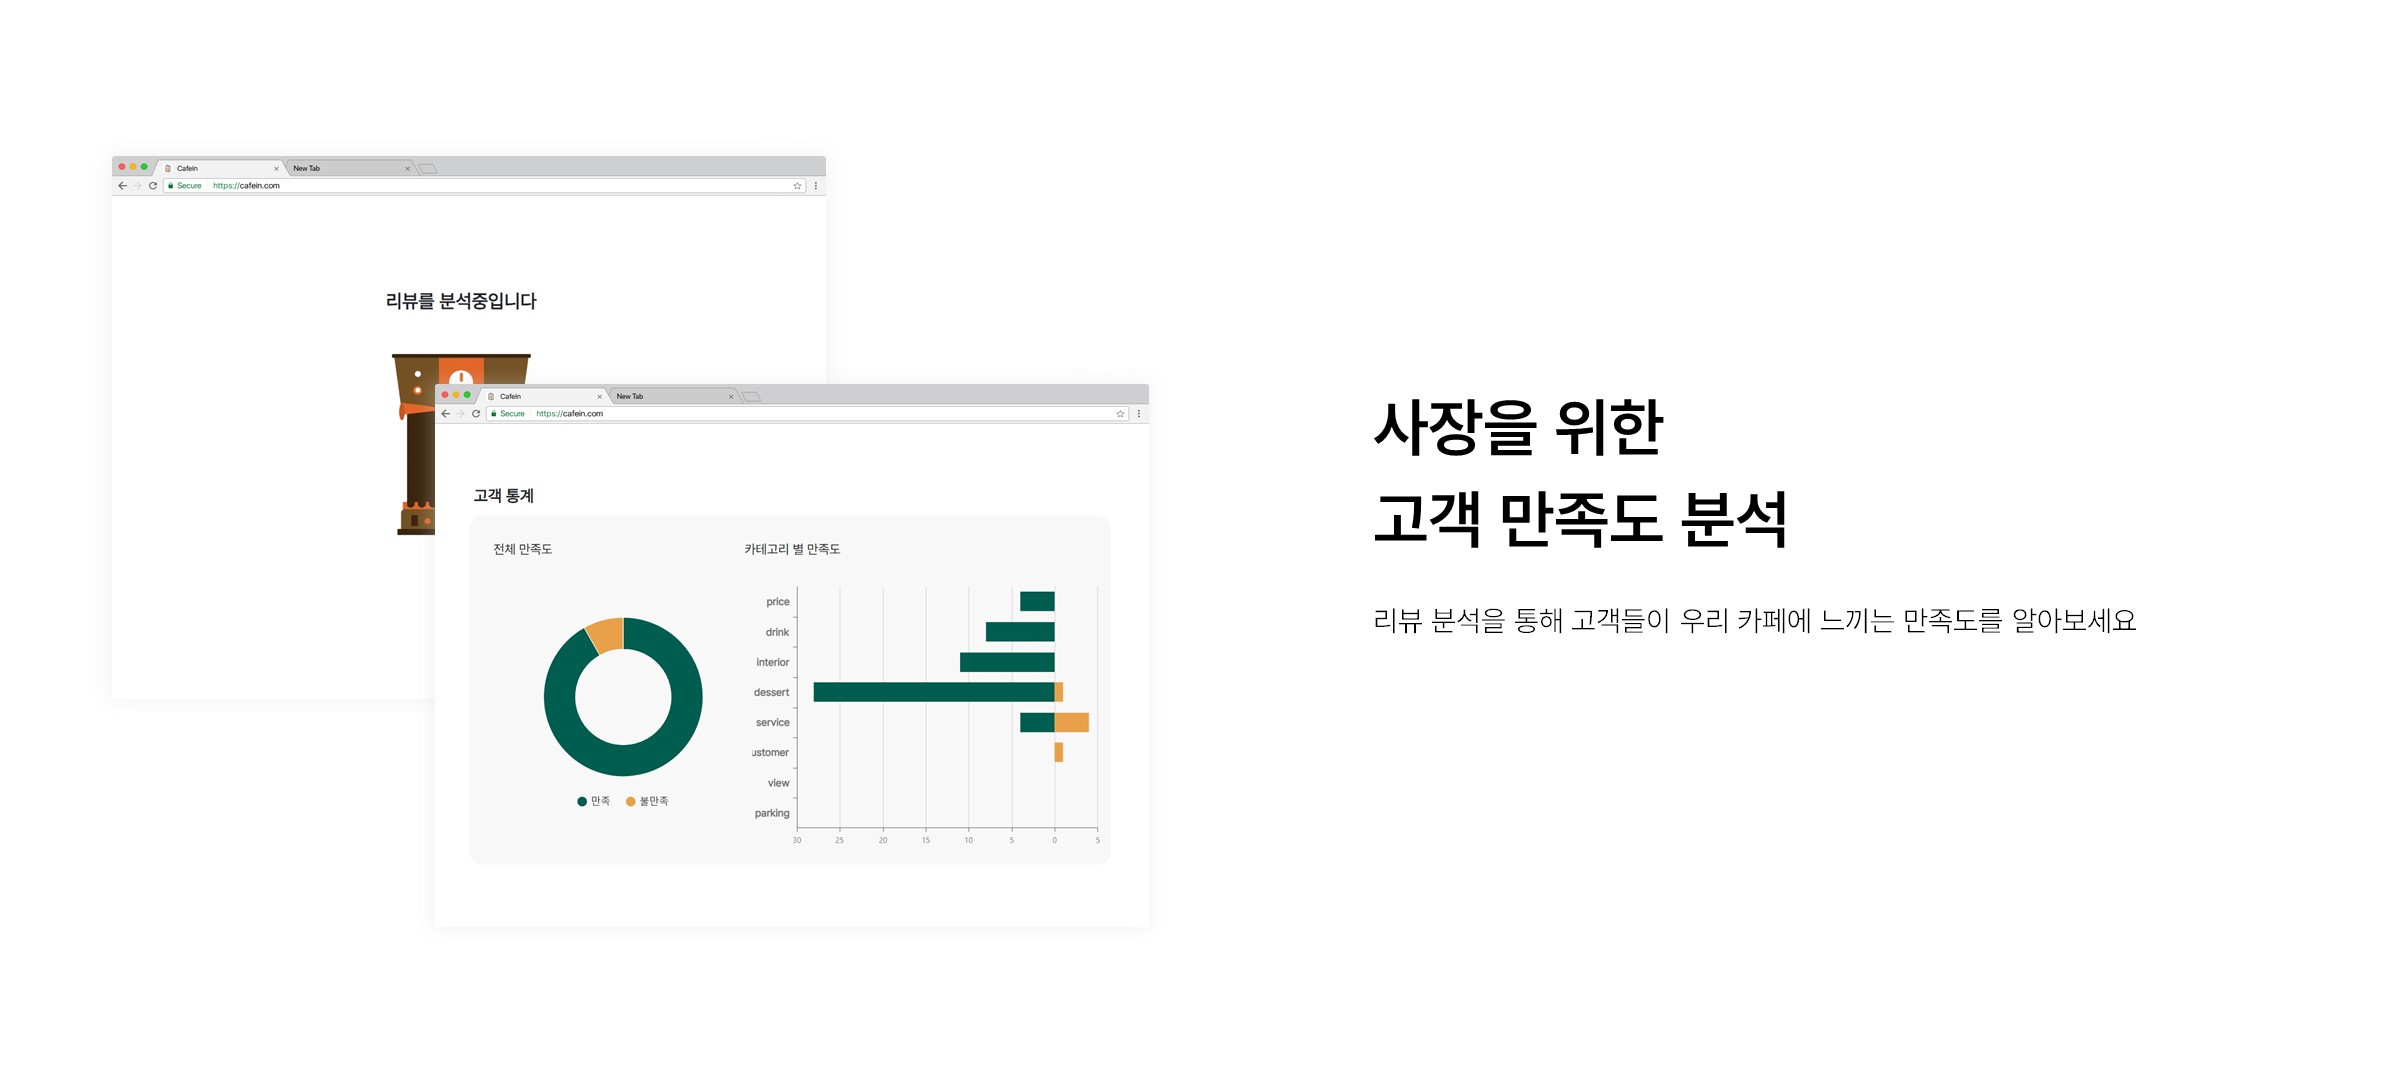 CafeIn
New Tab
Secure
https://cafein.com
리뷰를 분석중입니다
CafeIn
New Tab
Secure
https://cafein.com
고객 통계
전체 만족도
카테고리 별 만족도
price
drink
interior
dessert
service
ustomer
view
parking
30 25 20 15 10 5 0 5
만족 불만족
사장을 위한
고객 만족도 분석
리뷰 분석을 통해 고객들이 우리 카페에 느끼는 만족도를 알아보세요